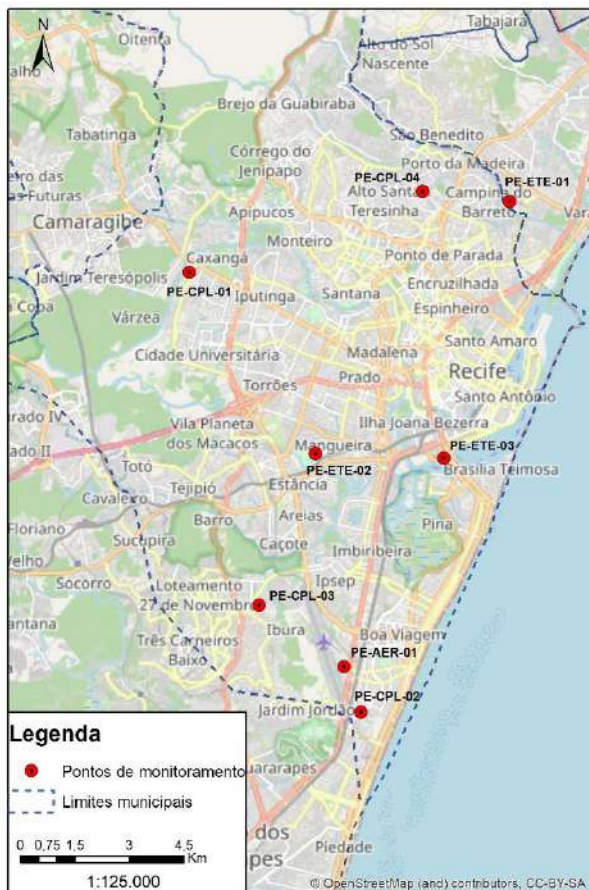 N
Tabajara
Oitenta
Alto do Sol
Nascente
Brejo da Guabiraba
Tabatinga
São Benedito
Córrego do
Jenipapo
Porto da Madeira
PE-CPL-04
PE-ETE-01
Alto Santa
Teresinha
Campina do
Barreto
Futuras
Camaragibe
Apipucos
Monteiro
Ponto de Parada
Caxangá
Jardim Teresópolis
Encruzilhada
PE-CPL-01
Iputinga
Santana
Espinheiro
Várzea
Santo Amaro
Cidade Universitária
Madalena
Recife
Torrões
Prado
Santo Antônio
Vila Planeta
dos Macacos
Ilha Joana Bezerra
Mangueira
PE-ETE-03
Totó
PE-ETE-02
Brasília Teimosa
Cavaleiro
Tejipió
Estância
Areias
Floriano
Barro
Pina
Sucupira
Caçote
Imbiribeira
Socorro
Loteamento
27 de Novembro
Ipsep
PE-CPL-03
Três Carneiros
Baixo
Ibura
Boa Viagem
PE-AER-01
PE-CPL-02
Jardim Jordão
Legenda
Pontos de monitoramento
Limites municipais
Piedade
0 0,75 1,5 3 4,5
Km
1:125.000
© OpenStreetMap (and) contributors, CC-BY-SA